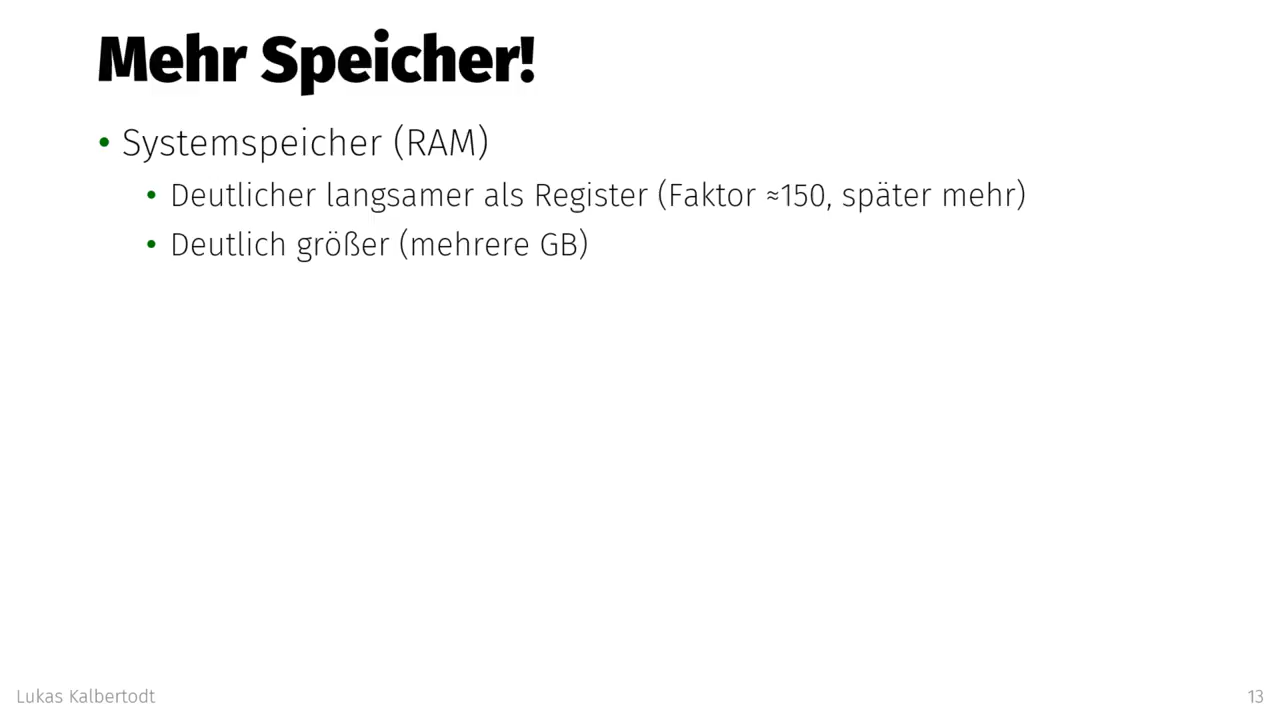 Mehr Speicher!
• Systemspeicher (RAM)
• Deutlicher langsamer als Register (Faktor ≈150, später mehr)
• Deutlich größer (mehrere GB)
Lukas Kalbertodt
13